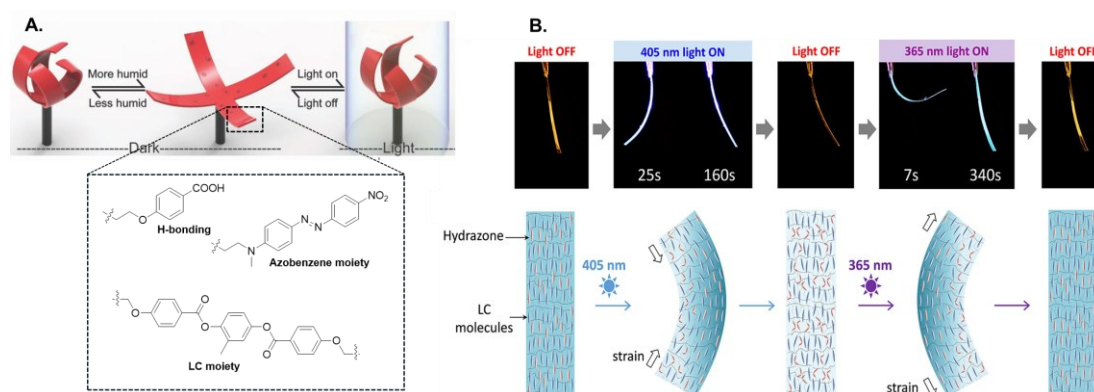 A.
More humid
Less humid
Light on
Light off
Dark
Light
COOH
O
H-bonding
NO₂
N
N
N
Azobenzene moiety
O
O
O
O
O
O
LC moiety
B.
Light OFF
405 nm light ON
Light OFF
365 nm light ON
Light OFF
25s
160s
7s
340s
Hydrazone
405 nm
365 nm
LC
molecules
strain
strain